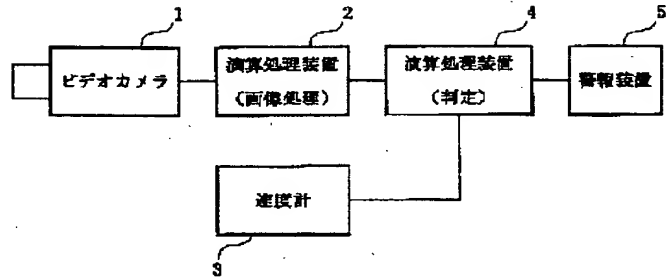 1
2
4
5
ビデオカメラ
演算処理装置
(画像処理)
演算処理装置
(判定)
警報装置
速度計
3